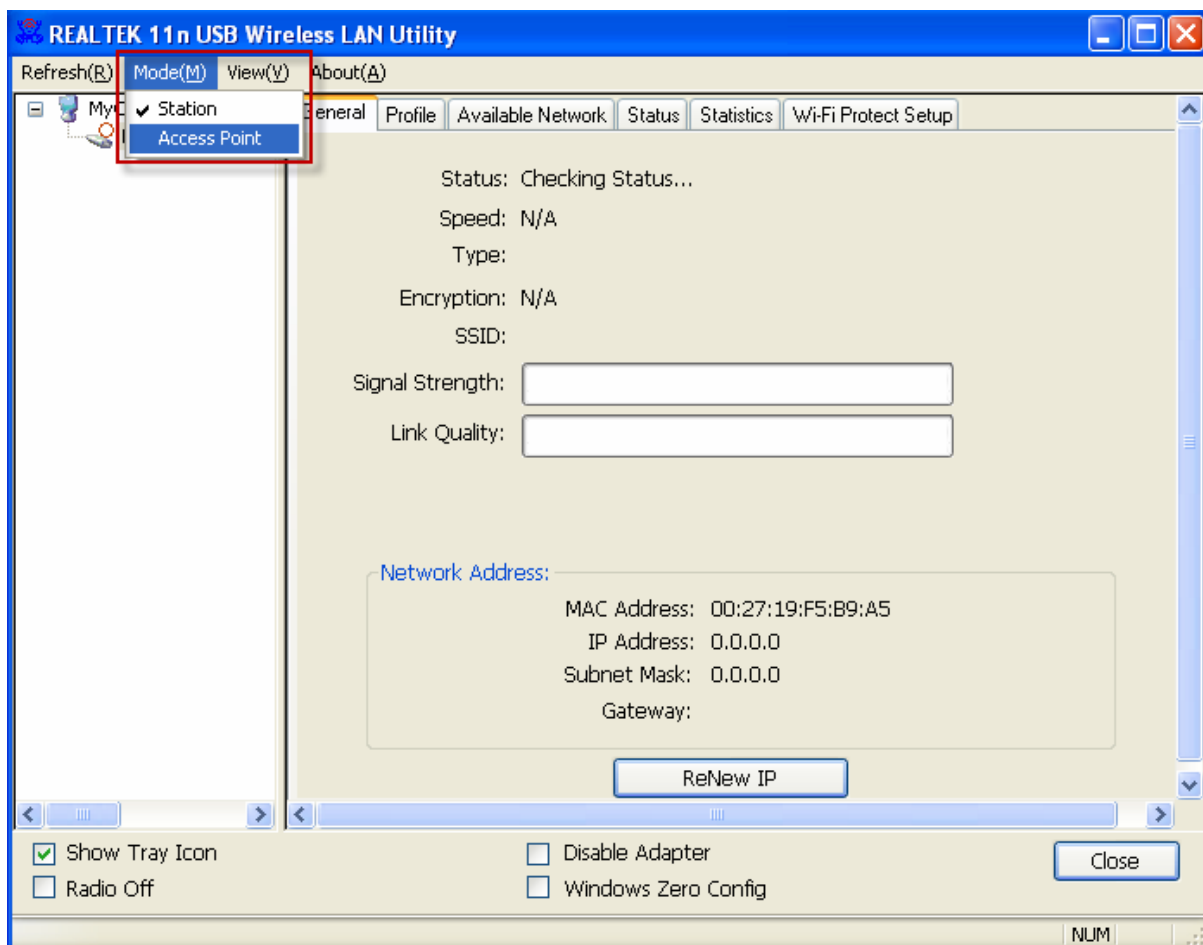 REALTEK 11n USB Wireless LAN Utility
Refresh(R) Mode(M) View(V) About(A)
Station
Access Point
General Profile Available Network Status Statistics Wi-Fi Protect Setup
Status: Checking Status...
Speed: N/A
Type:
Encryption: N/A
SSID:
Signal Strength:
Link Quality:
Network Address:
MAC Address: 00:27:19:F5:B9:A5
IP Address: 0.0.0.0
Subnet Mask: 0.0.0.0
Gateway:
ReNew IP
Show Tray Icon Disable Adapter Close
Radio Off Windows Zero Config
NUM